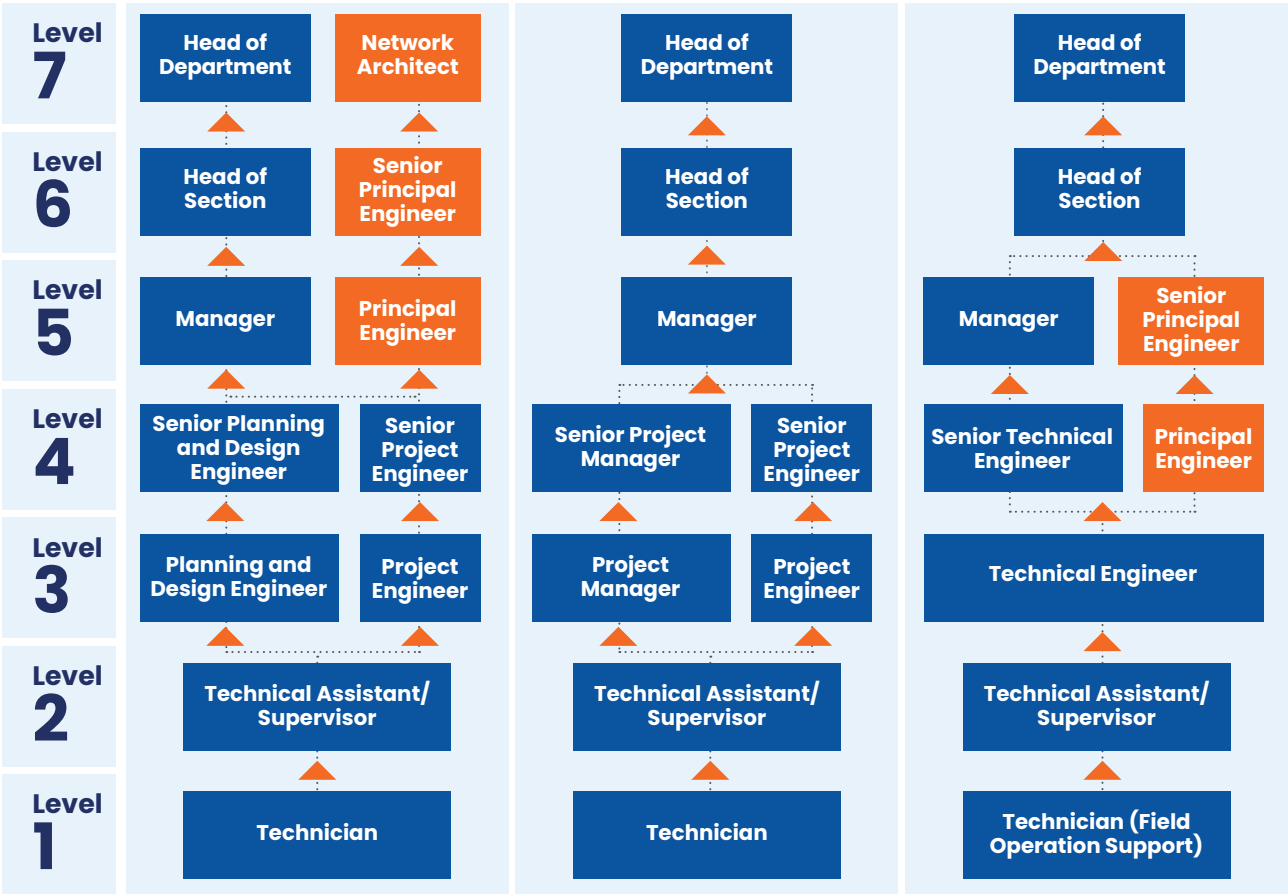 Level
7
Head of
Department
Network
Architect
Head of
Department
Head of
Department
Level
6
Head of
Section
Senior
Principal
Engineer
Head of
Section
Head of
Section
Level
5
Manager
Principal
Engineer
Manager
Manager
Senior
Principal
Engineer
Level
4
Senior Planning
and Design
Engineer
Senior
Project
Engineer
Senior Project
Manager
Senior
Project
Engineer
Senior Technical
Engineer
Principal
Engineer
Level
3
Planning and
Design Engineer
Project
Engineer
Project
Manager
Project
Engineer
Technical Engineer
Level
2
Technical Assistant/
Supervisor
Technical Assistant/
Supervisor
Technical Assistant/
Supervisor
Level
1
Technician
Technician
Technician (Field
Operation Support)